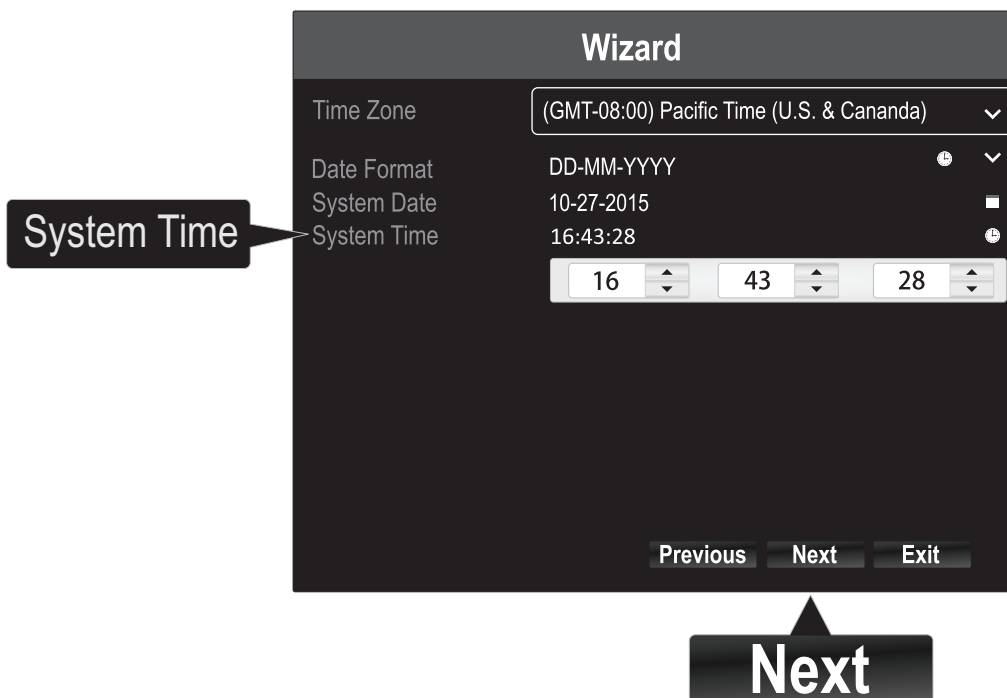 Wizard
Time Zone (GMT-08:00) Pacific Time (U.S. & Cananda)
Date Format DD-MM-YYYY
System Date 10-27-2015
System Time System Time 16:43:28
16 43 28
Previous Next Exit
Next